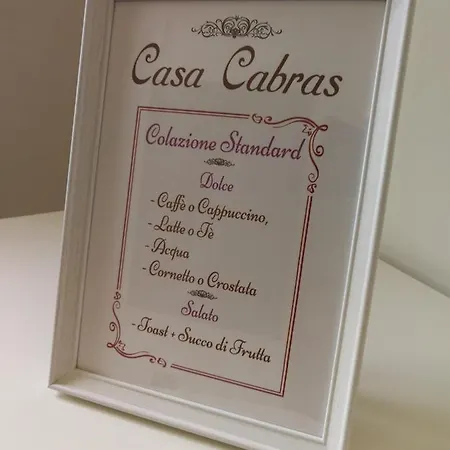 Casa Cabras
Colazione Standard
Dolce
- Caffè o Cappuccino,
- Latte o Tè
- Acqua
- Cornetto o Crostata
Salato
- Toast + Succo di Frutta